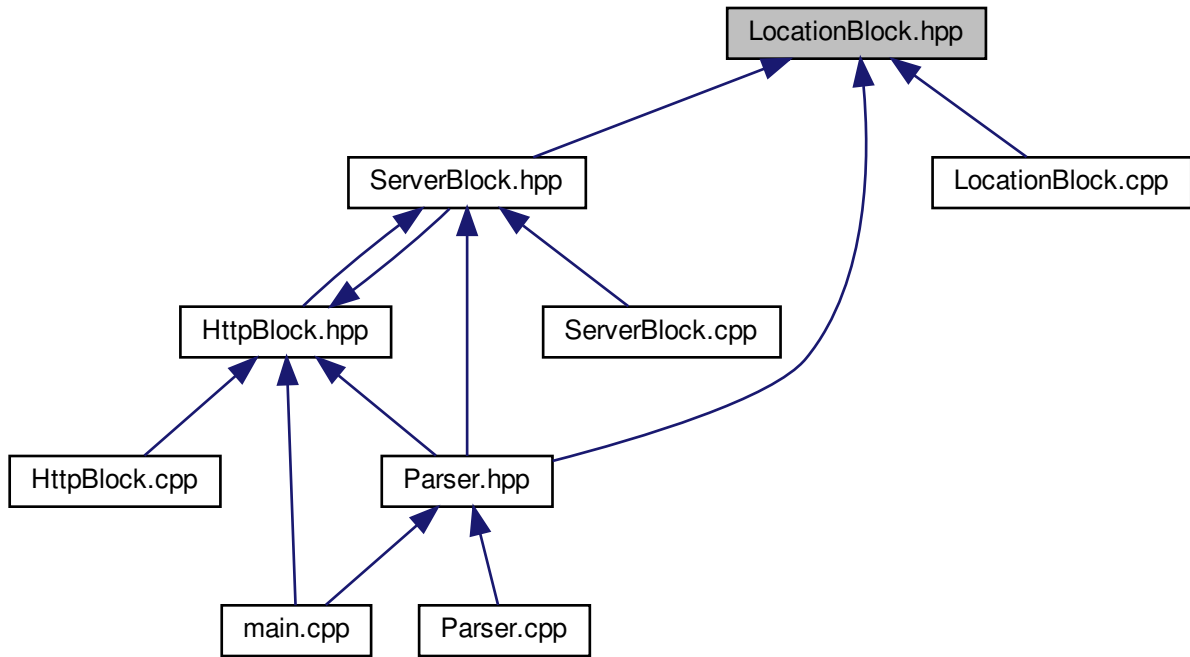 LocationBlock.hpp
ServerBlock.hpp
LocationBlock.cpp
HttpBlock.hpp
ServerBlock.cpp
HttpBlock.cpp
Parser.hpp
main.cpp
Parser.cpp